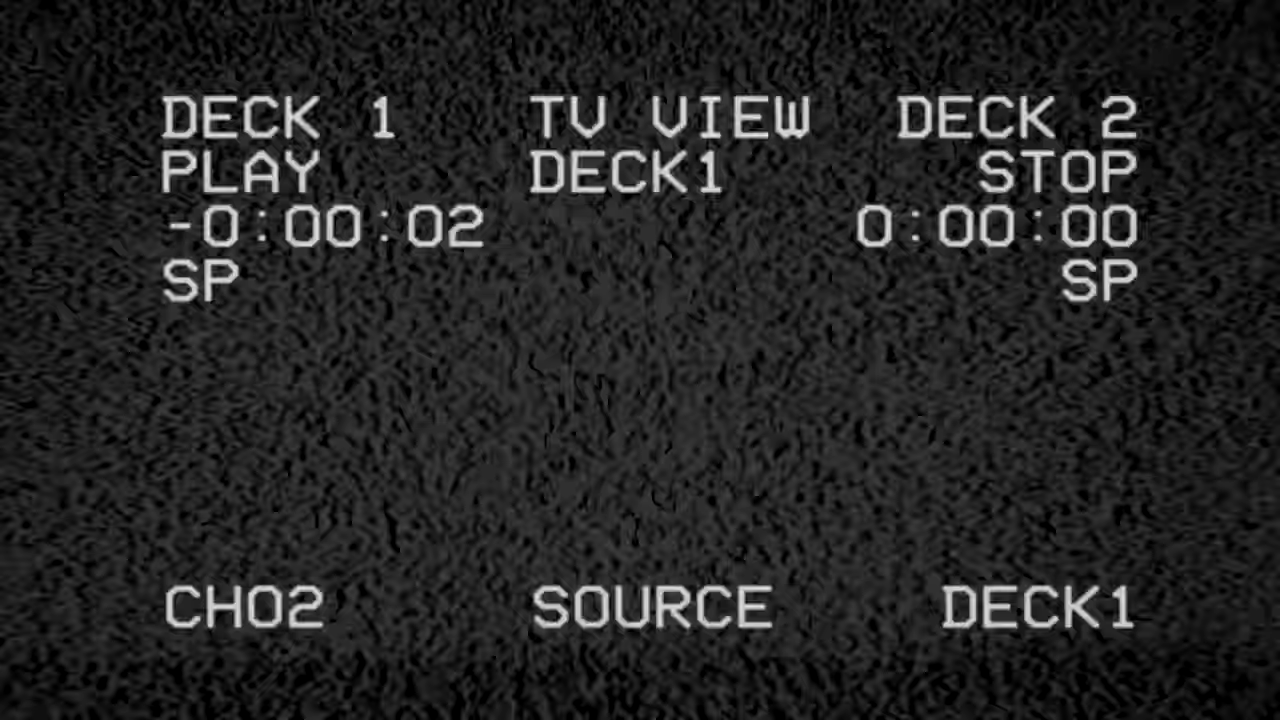 DECK 1 TV VIEW DECK 2
PLAY DECK1 STOP
-0:00:02 0:00:00
SP SP
CH02 SOURCE DECK1